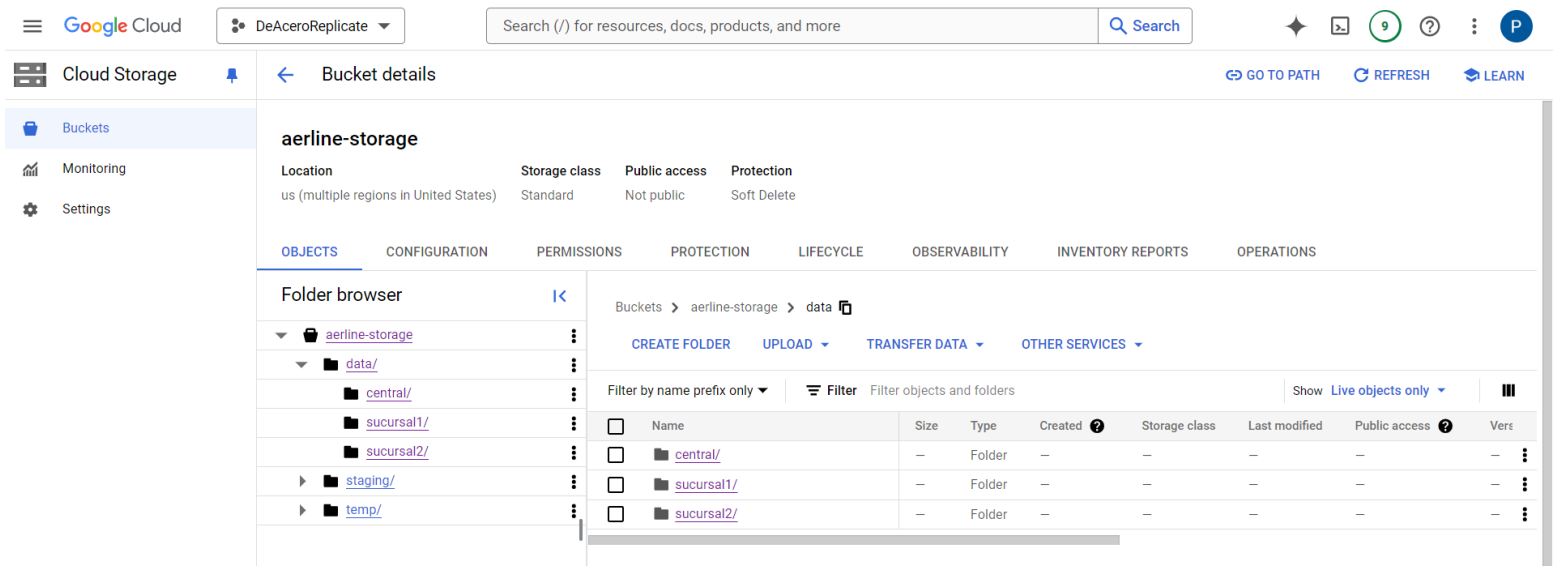 Google Cloud DeAceroReplicate Search (/) for resources, docs, products, and more Search 9 P
Cloud Storage Bucket details GO TO PATH REFRESH LEARN
Buckets
Monitoring
Settings
aerline-storage
Location Storage class Public access Protection
us (multiple regions in United States) Standard Not public Soft Delete
OBJECTS CONFIGURATION PERMISSIONS PROTECTION LIFECYCLE OBSERVABILITY INVENTORY REPORTS OPERATIONS
Folder browser
aerline-storage
data/
central/
sucursal1/
sucursal2/
staging/
temp/
Buckets > aerline-storage > data
CREATE FOLDER UPLOAD TRANSFER DATA OTHER SERVICES
Filter by name prefix only Filter Filter objects and folders Show Live objects only
Name Size Type Created Storage class Last modified Public access Vers
central/ — Folder — — — — —
sucursal1/ — Folder — — — — —
sucursal2/ — Folder — — — — —